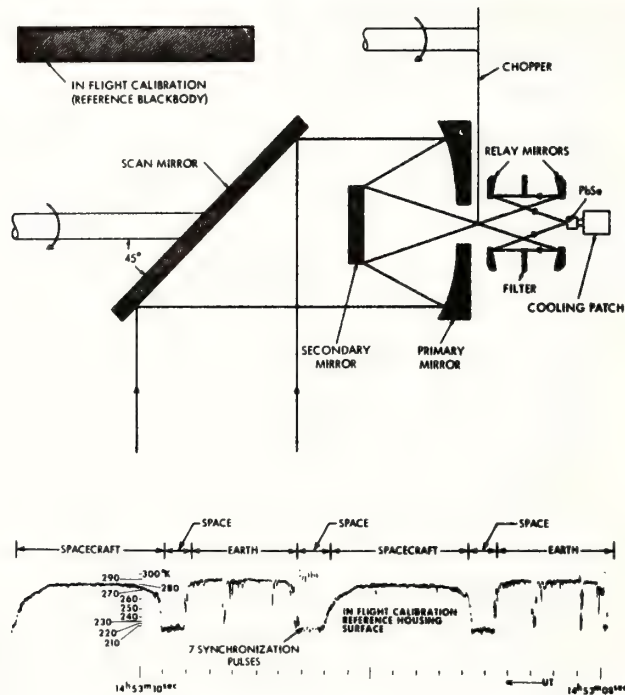 IN FLIGHT CALIBRATION
(REFERENCE BLACKBODY)
CHOPPER
SCAN MIRROR
RELAY MIRRORS
PbSe
45°
FILTER
COOLING PATCH
SECONDARY
MIRROR
PRIMARY
MIRROR
SPACE
SPACE
SPACE
SPACECRAFT
EARTH
SPACECRAFT
EARTH
290
300°K
280
270
260
250
240
230
220
210
IN FLIGHT CALIBRATION
REFERENCE HOUSING
SURFACE
7 SYNCHRONIZATION
PULSES
UT
14h53m10sec
14h53m08sec